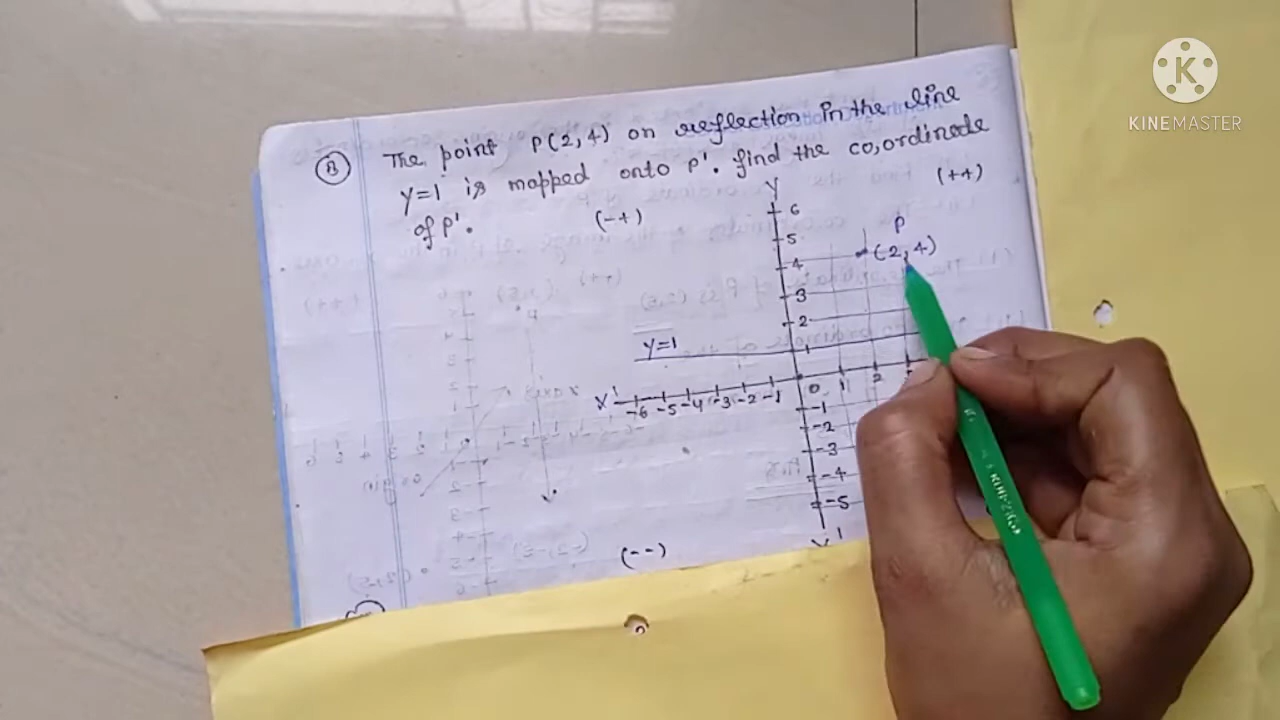 K
KINEMASTER
B The point P(2,4) on reflection in the line
Y=1 is mapped onto P'. find the co,ordinede
of P'.
(-+)
(++)
Y
6
5
P
(2,4)
4
3
2
Y=1
1
X' -6 -5 -4 -3 -2 -1 0 1 2
-1
-2
-3
-4
-5
Y'
(--)